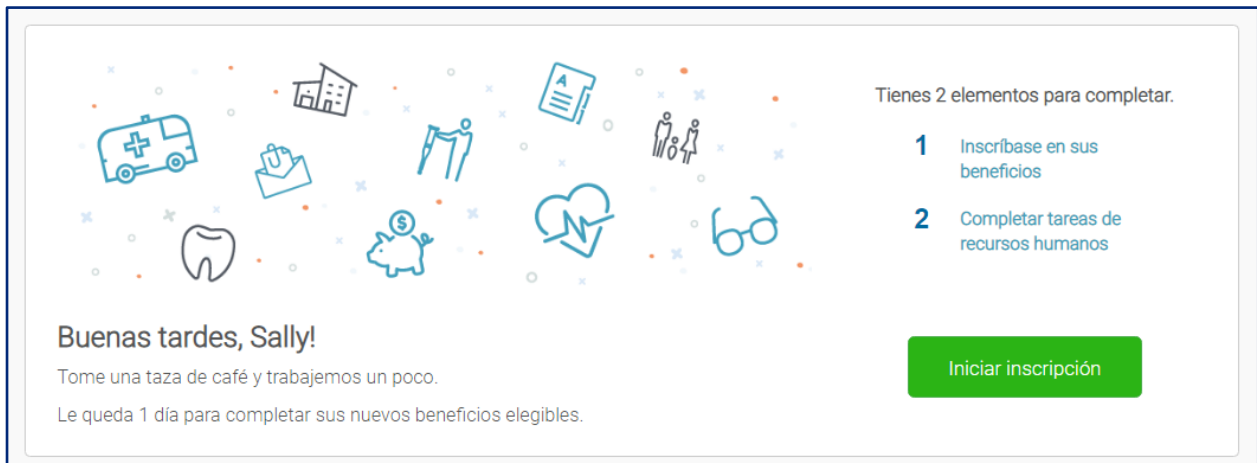 Tienes 2 elementos para completar.
1 Inscríbase en sus
beneficios
2 Completar tareas de
recursos humanos
Buenas tardes, Sally!
Tome una taza de café y trabajemos un poco.
Le queda 1 día para completar sus nuevos beneficios elegibles.
Iniciar inscripción
A
$